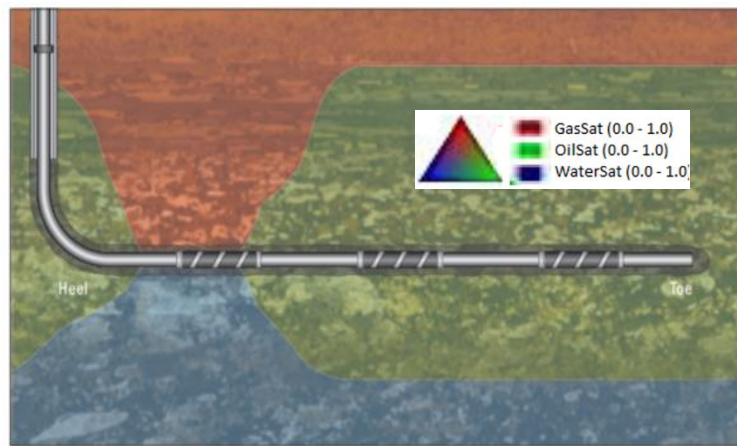 GasSat (0.0 - 1.0)
OilSat (0.0 - 1.0)
WaterSat (0.0 - 1.0)
Heel
Toe